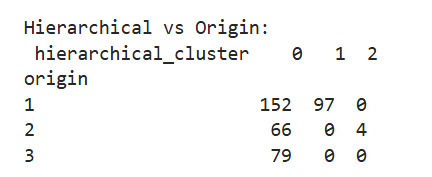 Hierarchical vs Origin:
hierarchical_cluster 0 1 2
origin
1 152 97 0
2 66 0 4
3 79 0 0